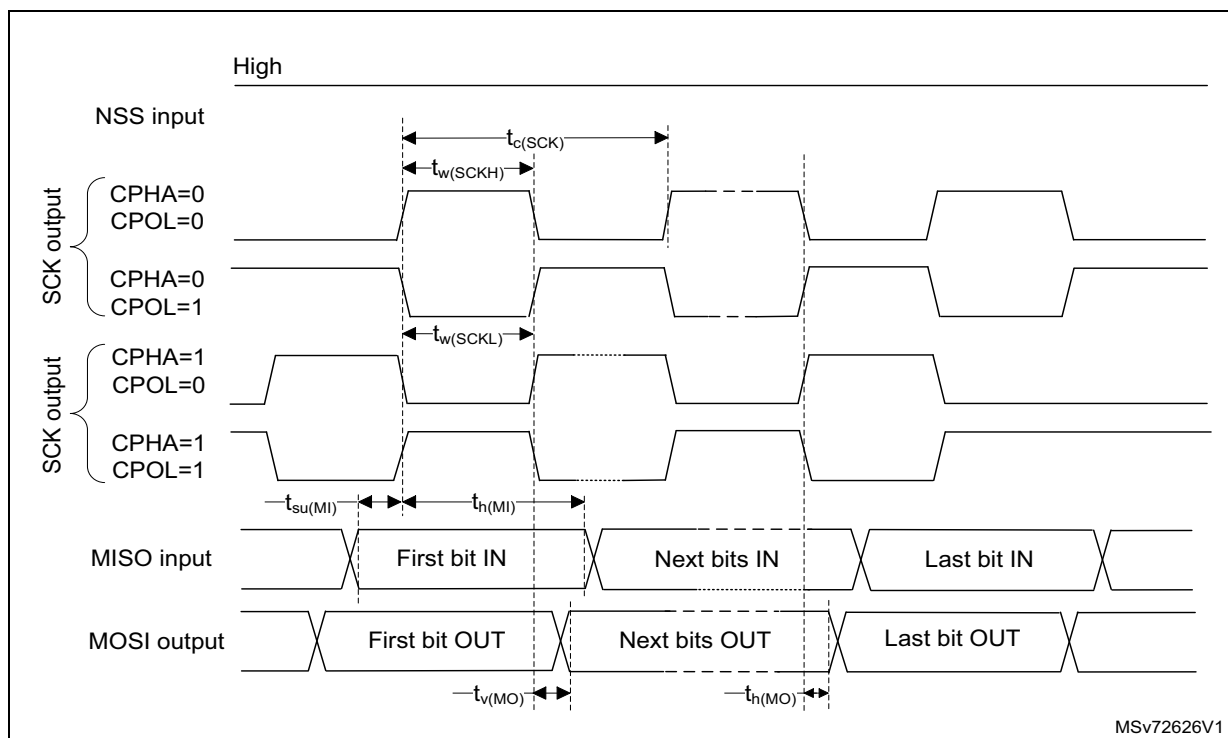 High
NSS input
tc(SCK)
tw(SCKH)
SCK output
CPHA=0
CPOL=0
CPHA=0
CPOL=1
tw(SCKL)
SCK output
CPHA=1
CPOL=0
CPHA=1
CPOL=1
tsu(MI)
th(MI)
MISO input
First bit IN
Next bits IN
Last bit IN
MOSI output
First bit OUT
Next bits OUT
Last bit OUT
tv(MO)
th(MO)
MSv72626V1